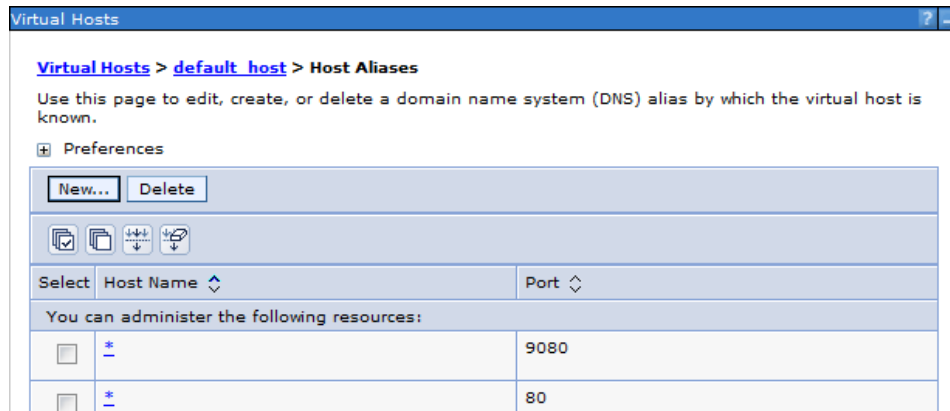 Virtual Hosts ?
Virtual Hosts > default_host > Host Aliases
Use this page to edit, create, or delete a domain name system (DNS) alias by which the virtual host is
known.
Preferences
New... Delete
Select Host Name Port
You can administer the following resources:
* 9080
* 80